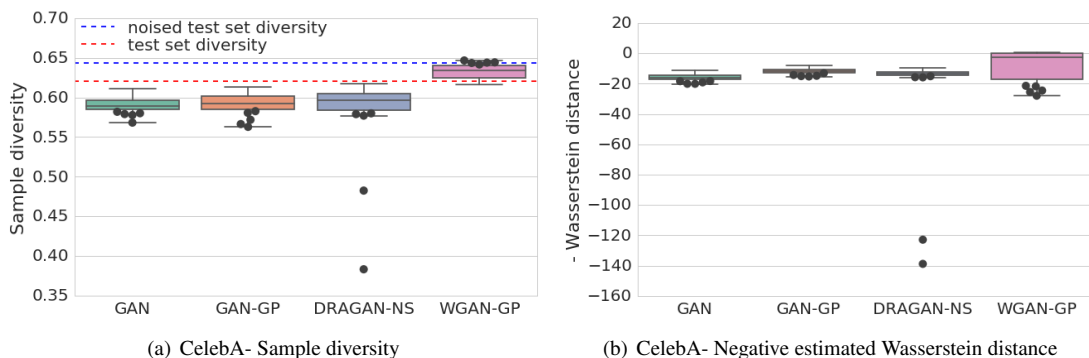 noised test set diversity
test set diversity
Sample diversity
0.70
0.65
0.60
0.55
0.50
0.45
0.40
0.35
GAN GAN-GP DRAGAN-NS WGAN-GP
(a) CelebA- Sample diversity
- Wasserstein distance
20
0
−20
−40
−60
−80
−100
−120
−140
−160
GAN GAN-GP DRAGAN-NS WGAN-GP
(b) CelebA- Negative estimated Wasserstein distance